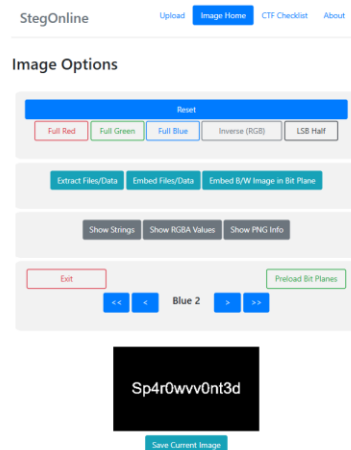 StegOnline Upload Image Home CTF Checklist About
Image Options
Reset
Full Red Full Green Full Blue Inverse (RGB) LSB Half
Extract Files/Data Embed Files/Data Embed B/W Image in Bit Plane
Show Strings Show RGBA Values Show PNG Info
Exit Preload Bit Planes
<< < Blue 2 > >>
Sp4r0wvv0nt3d
Save Current Image